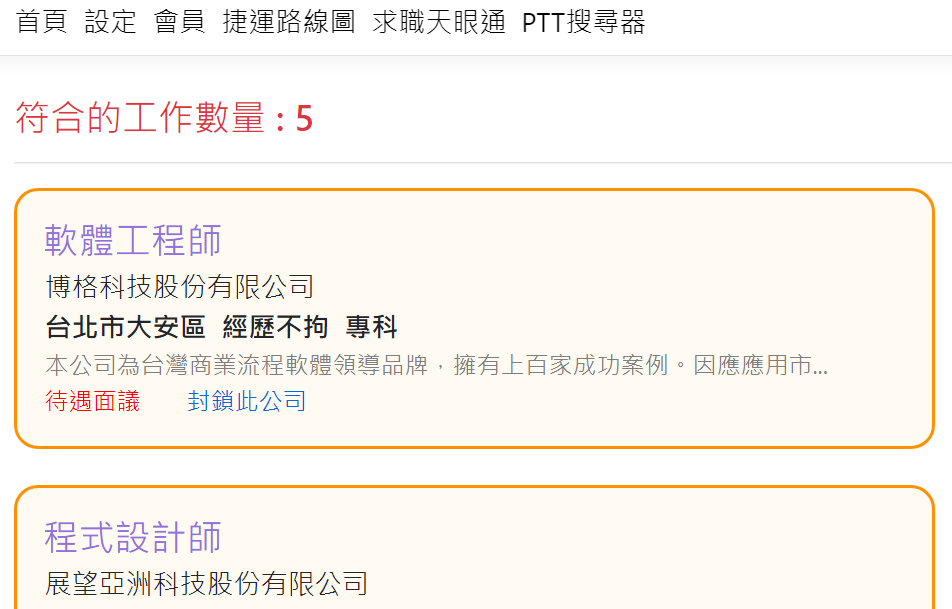 首頁 設定 會員 捷運路線圖 求職天眼通 PTT搜尋器
符合的工作數量 : 5
軟體工程師
博格科技股份有限公司
台北市大安區 經歷不拘 專科
本公司為台灣商業流程軟體領導品牌，擁有上百家成功案例。因應應用市...
待遇面議 封鎖此公司
程式設計師
展望亞洲科技股份有限公司